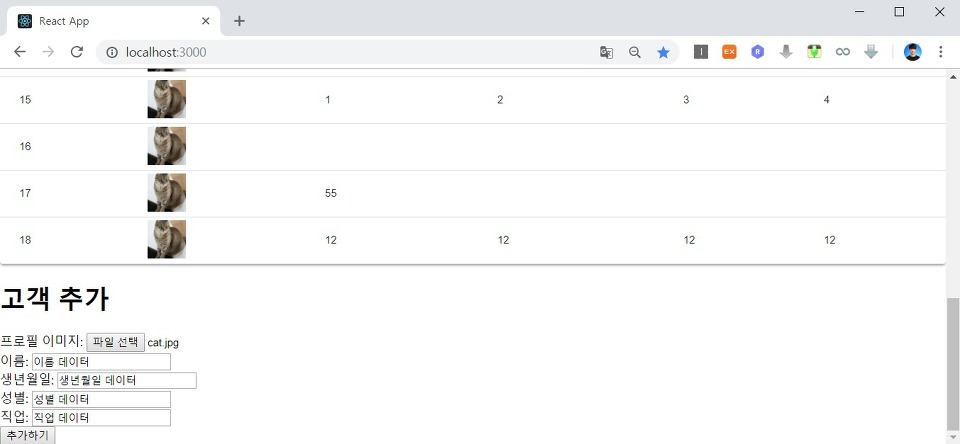 React App
localhost:3000
15 1 2 3 4
16
17 55
18 12 12 12 12
고객 추가
프로필 이미지: 파일 선택 cat.jpg
이름: 이름 데이터
생년월일: 생년월일 데이터
성별: 성별 데이터
직업: 직업 데이터
추가하기